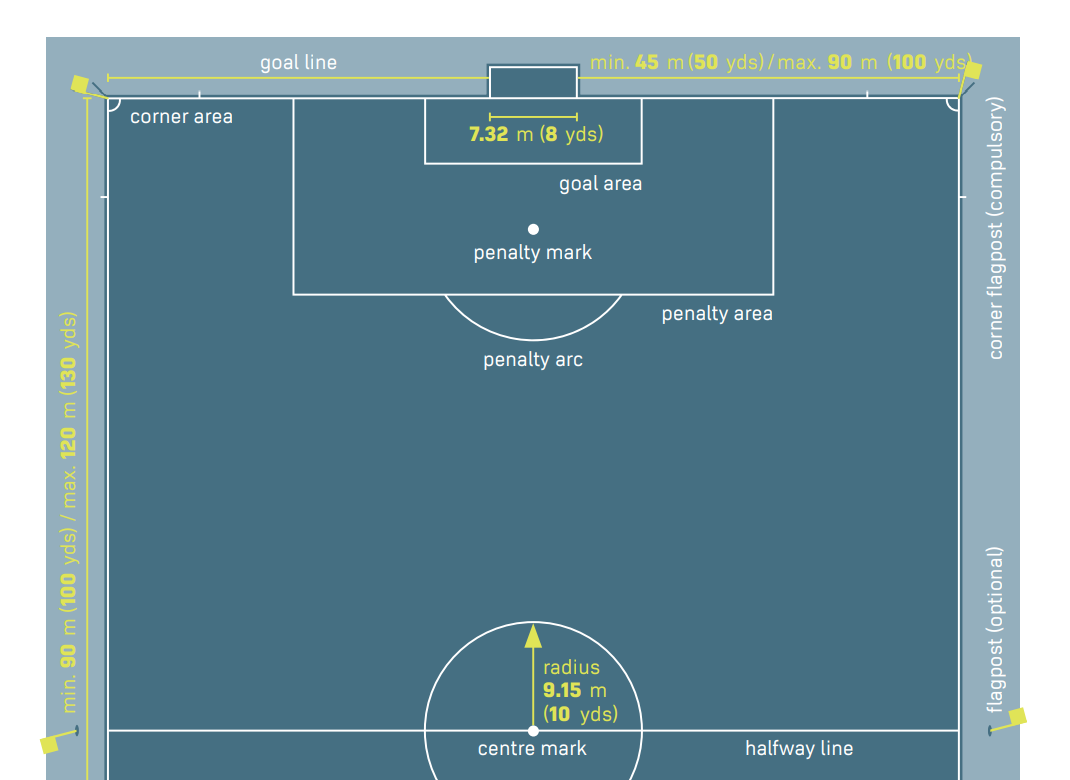 goal line
min. 45 m (50 yds) / max. 90 m (100 yds)
corner area
7.32 m (8 yds)
goal area
penalty mark
penalty area
penalty arc
corner flagpost (compulsory)
min. 90 m (100 yds) / max. 120 m (130 yds)
flagpost (optional)
radius
9.15 m
(10 yds)
centre mark
halfway line